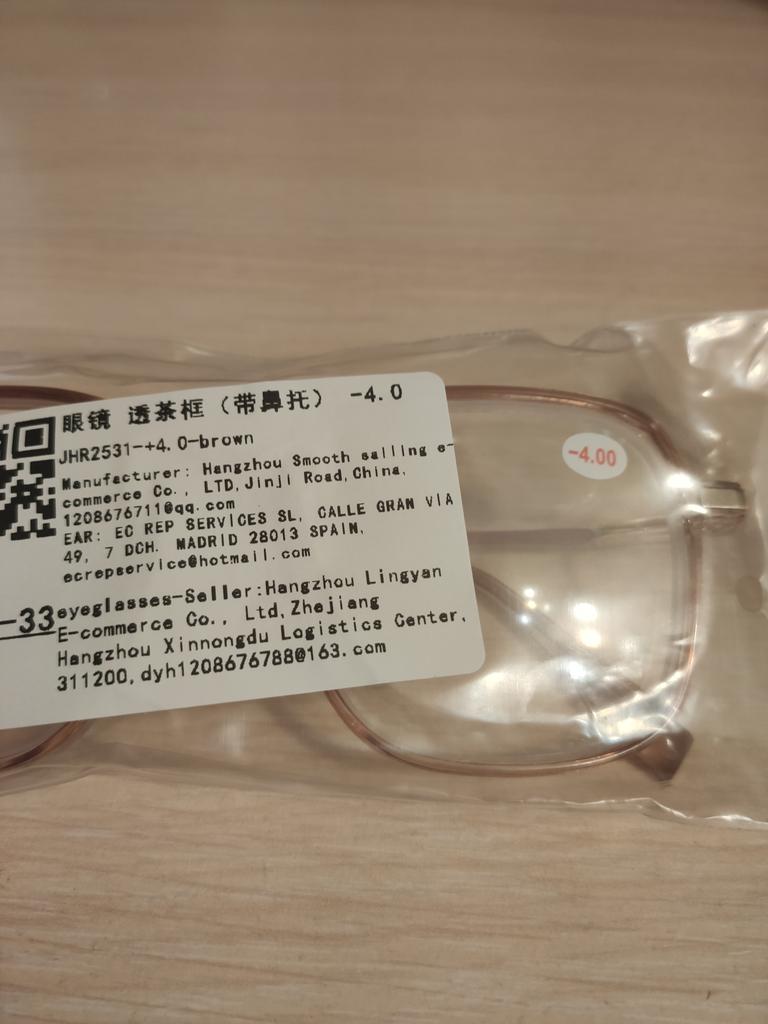 眼镜 透茶框（带鼻托） -4.0
JHR2531-+4.0-brown
Manufacturer: Hangzhou Smooth sailing e-
commerce Co., LTD,Jinji Road,China,
1208676711@qq.com
EAR: EC REP SERVICES SL, CALLE GRAN VIA
49, 7 DCH. MADRID 28013 SPAIN,
ecrepservice@hotmail.com
-33
eyeglasses-Seller:Hangzhou Lingyan
E-commerce Co., Ltd,Zhejiang
Hangzhou Xinnongdu Logistics Center,
311200,dyh1208676788@163.com
-4.00